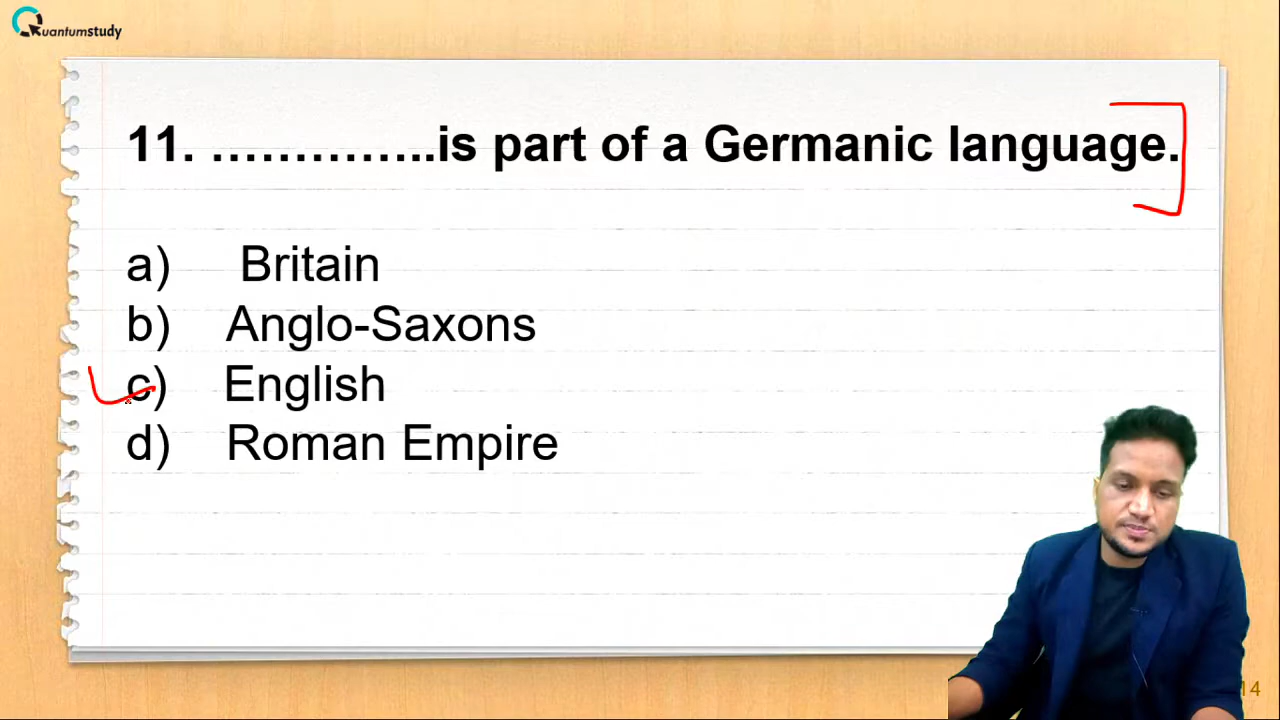 Quantumstudy
11. …………..is part of a Germanic language.
a) Britain
b) Anglo-Saxons
c) English
d) Roman Empire
14